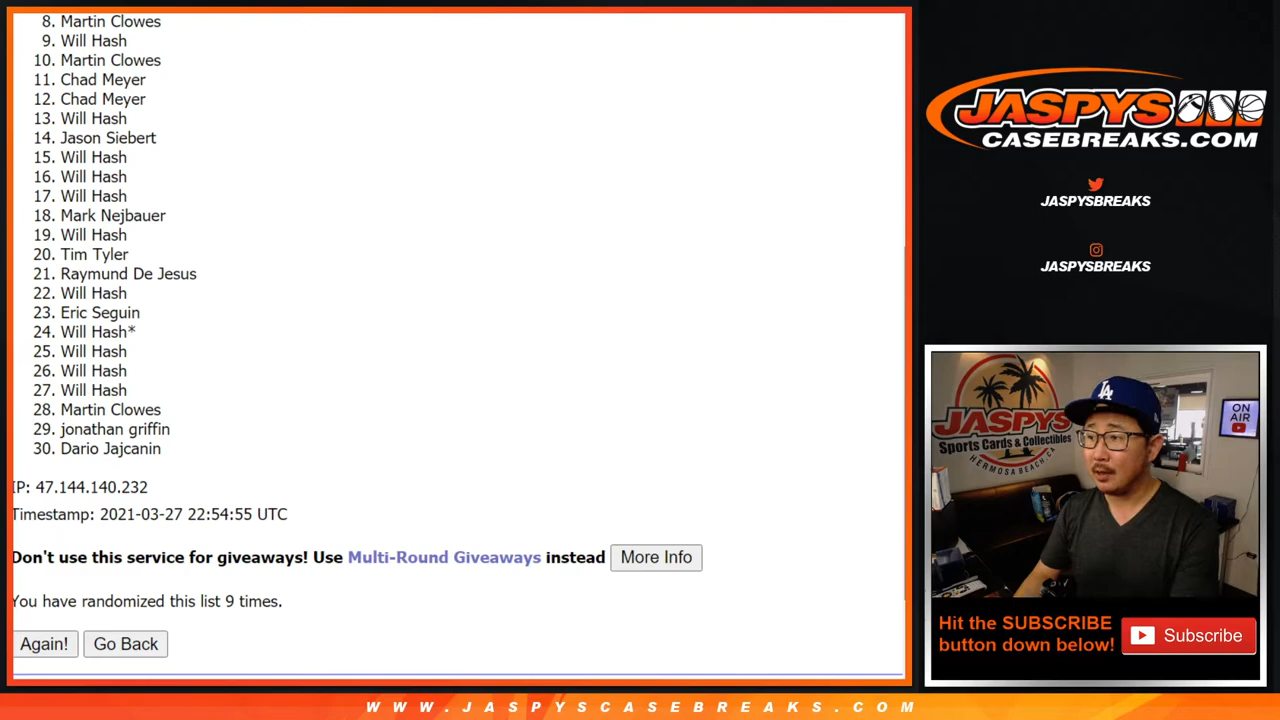 8. Martin Clowes
9. Will Hash
10. Martin Clowes
11. Chad Meyer
12. Chad Meyer
13. Will Hash
14. Jason Siebert
15. Will Hash
16. Will Hash
17. Will Hash
18. Mark Nejbauer
19. Will Hash
20. Tim Tyler
21. Raymund De Jesus
22. Will Hash
23. Eric Seguin
24. Will Hash*
25. Will Hash
26. Will Hash
27. Will Hash
28. Martin Clowes
29. jonathan griffin
30. Dario Jajcanin
IP: 47.144.140.232
Timestamp: 2021-03-27 22:54:55 UTC
Don't use this service for giveaways! Use Multi-Round Giveaways instead More Info
You have randomized this list 9 times.
Again! Go Back
JASPYS
CASEBREAKS.COM
JASPYSBREAKS
JASPYSBREAKS
JASPYS
Sports Cards & Collectibles
HERMOSA BEACH, CA
LA
ON
AIR
Hit the SUBSCRIBE
button down below!
Subscribe
WWW.JASPYSCASEBREAKS.COM